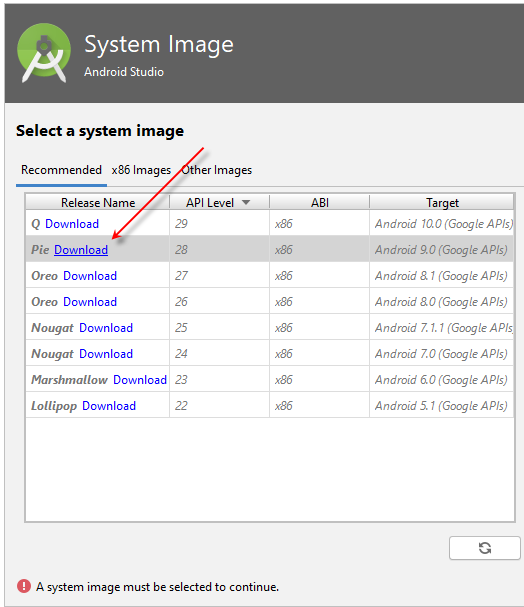 System Image
Android Studio
Select a system image
Recommended x86 Images Other Images
Release Name API Level ABI Target
Q Download 29 x86 Android 10.0 (Google APIs)
Pie Download 28 x86 Android 9.0 (Google APIs)
Oreo Download 27 x86 Android 8.1 (Google APIs)
Oreo Download 26 x86 Android 8.0 (Google APIs)
Nougat Download 25 x86 Android 7.1.1 (Google APIs)
Nougat Download 24 x86 Android 7.0 (Google APIs)
Marshmallow Download 23 x86 Android 6.0 (Google APIs)
Lollipop Download 22 x86 Android 5.1 (Google APIs)
A system image must be selected to continue.